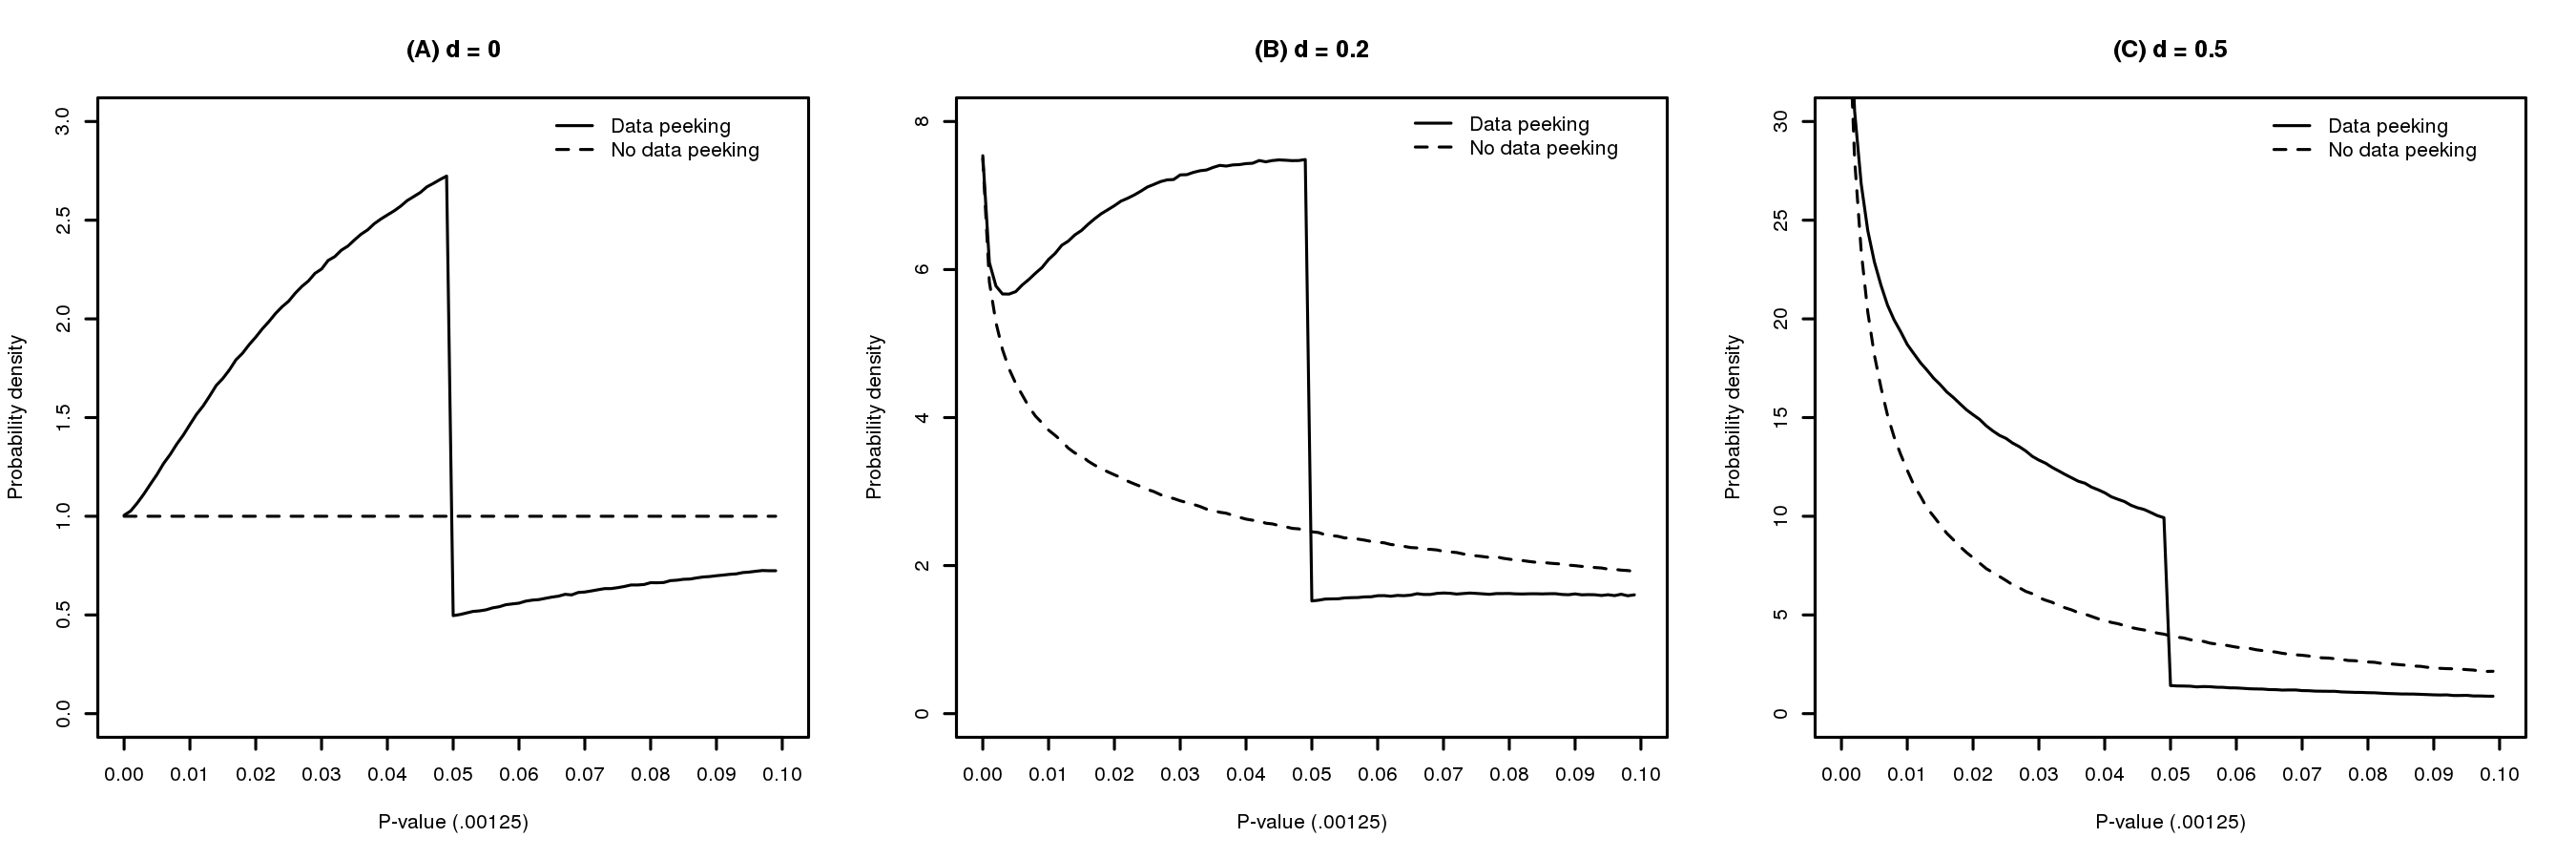 (A) d = 0
Probability density
3.0
2.5
2.0
1.5
1.0
0.5
0.0
Data peeking
No data peeking
0.00 0.01 0.02 0.03 0.04 0.05 0.06 0.07 0.08 0.09 0.10
P-value (.00125)
(B) d = 0.2
Probability density
8
6
4
2
0
Data peeking
No data peeking
0.00 0.01 0.02 0.03 0.04 0.05 0.06 0.07 0.08 0.09 0.10
P-value (.00125)
(C) d = 0.5
Probability density
30
25
20
15
10
5
0
Data peeking
No data peeking
0.00 0.01 0.02 0.03 0.04 0.05 0.06 0.07 0.08 0.09 0.10
P-value (.00125)